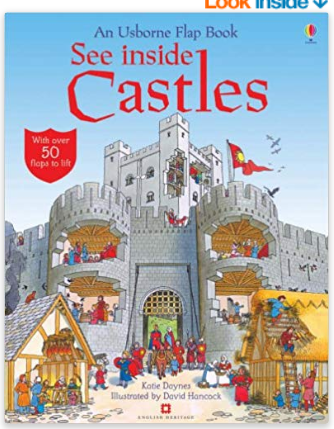 Look Inside
An Usborne Flap Book
See inside
Castles
With over
50
flaps to lift
Katie Daynes
Illustrated by David Hancock
ENGLISH HERITAGE